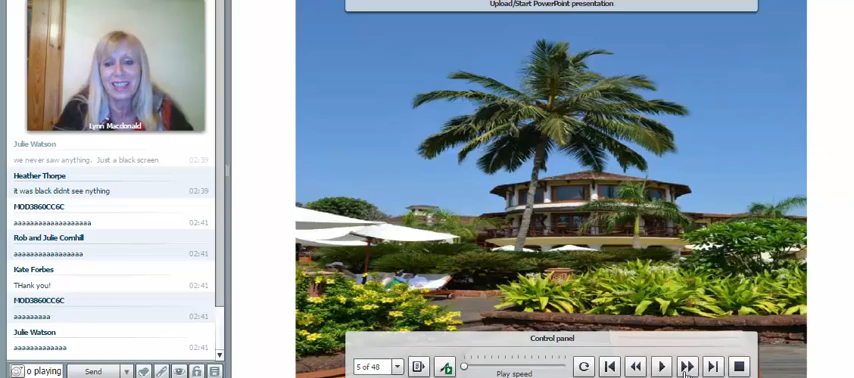 Upload/Start PowerPoint presentation
Lynn Macdonald
Julie Watson
we never saw anything. Just a black screen 02:39
Heather Thorpe
it was black didnt see nything 02:39
MOD3860CC6C
aaaaaaaaaaaaaaaaaaa 02:41
Rob and Julie Cornhill
aaaaaaaaaaaaaaaaa 02:41
Kate Forbes
THank you! 02:41
MOD3860CC6C
aaaaaaaaa 02:41
Julie Watson
aaaaaaaaaaaaa 02:41
o playing
Send
Control panel
5 of 48
Play speed